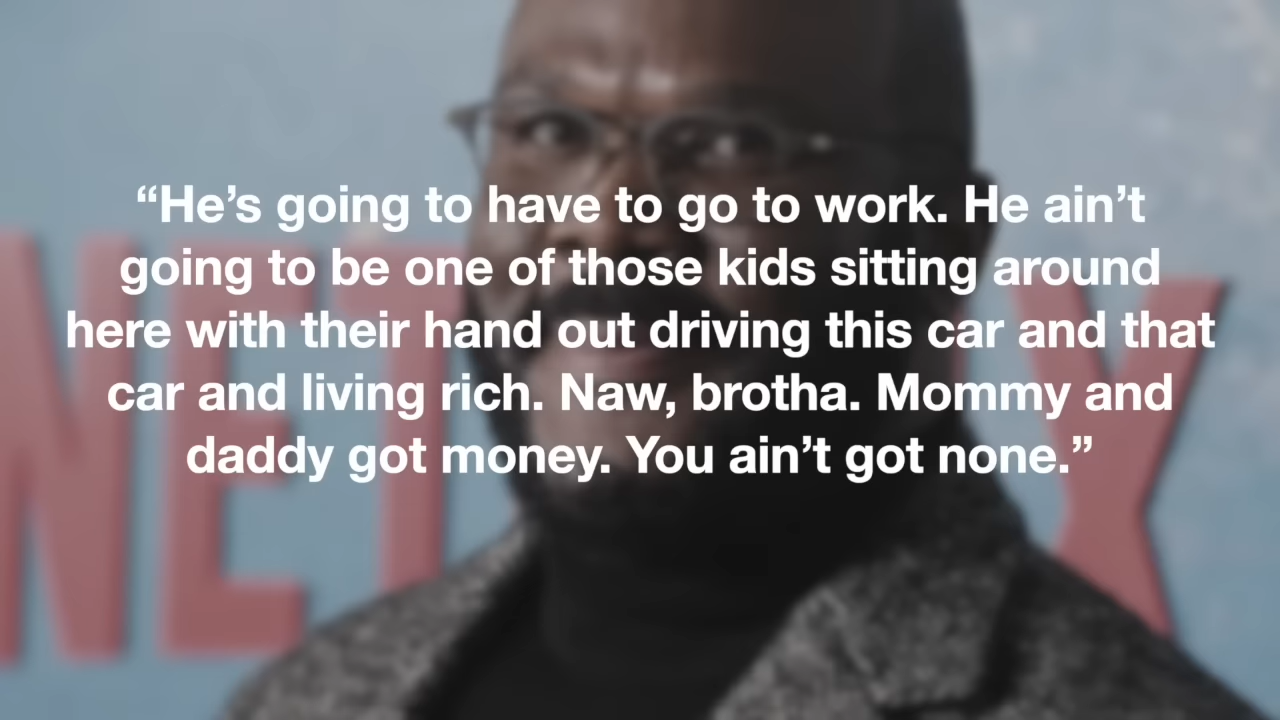 “He’s going to have to go to work. He ain’t
going to be one of those kids sitting around
here with their hand out driving this car and that
car and living rich. Naw, brotha. Mommy and
daddy got money. You ain’t got none.”
NET X